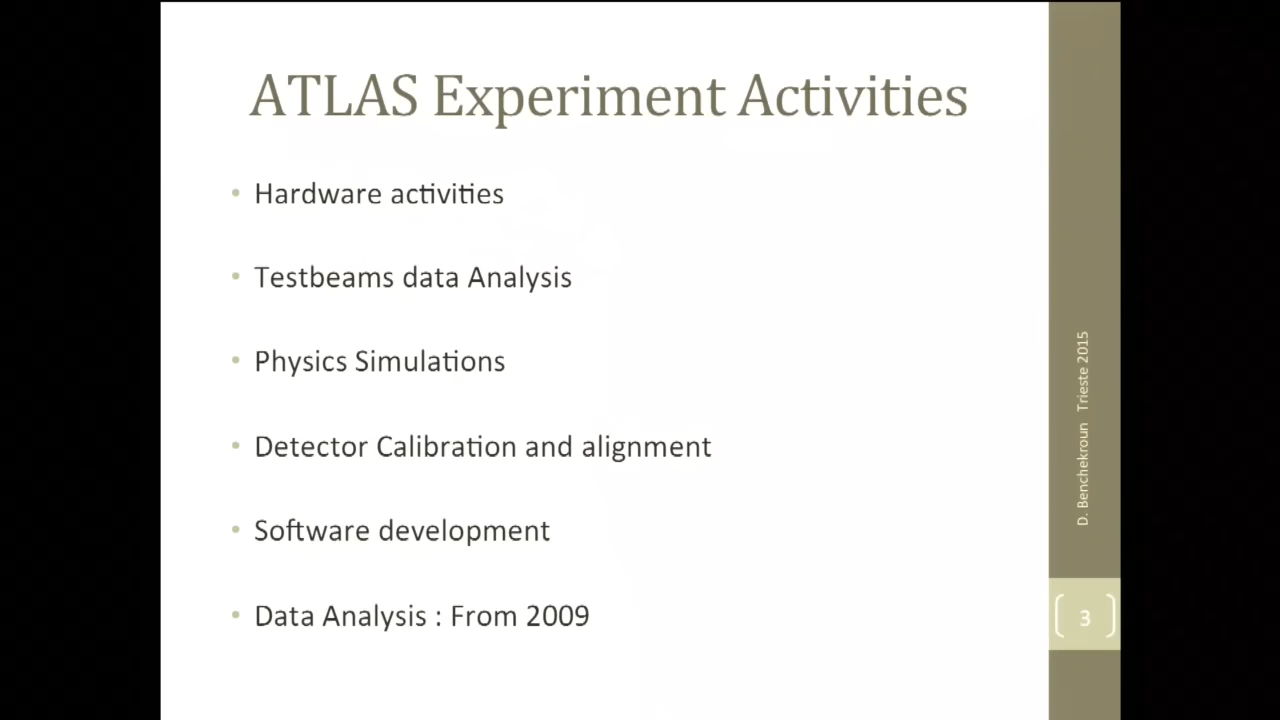 ATLAS Experiment Activities
• Hardware activities
• Testbeams data Analysis
• Physics Simulations
• Detector Calibration and alignment
• Software development
• Data Analysis : From 2009
D. Benchekroun Trieste 2015
3